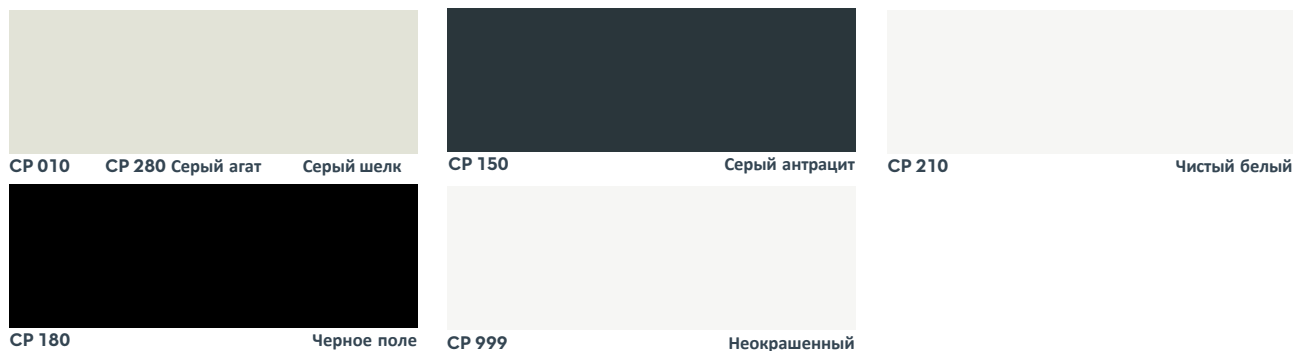 CP 010 CP 280 Серый агат Серый шелк
CP 150 Серый антрацит
CP 210 Чистый белый
CP 180 Черное поле
CP 999 Неокрашенный